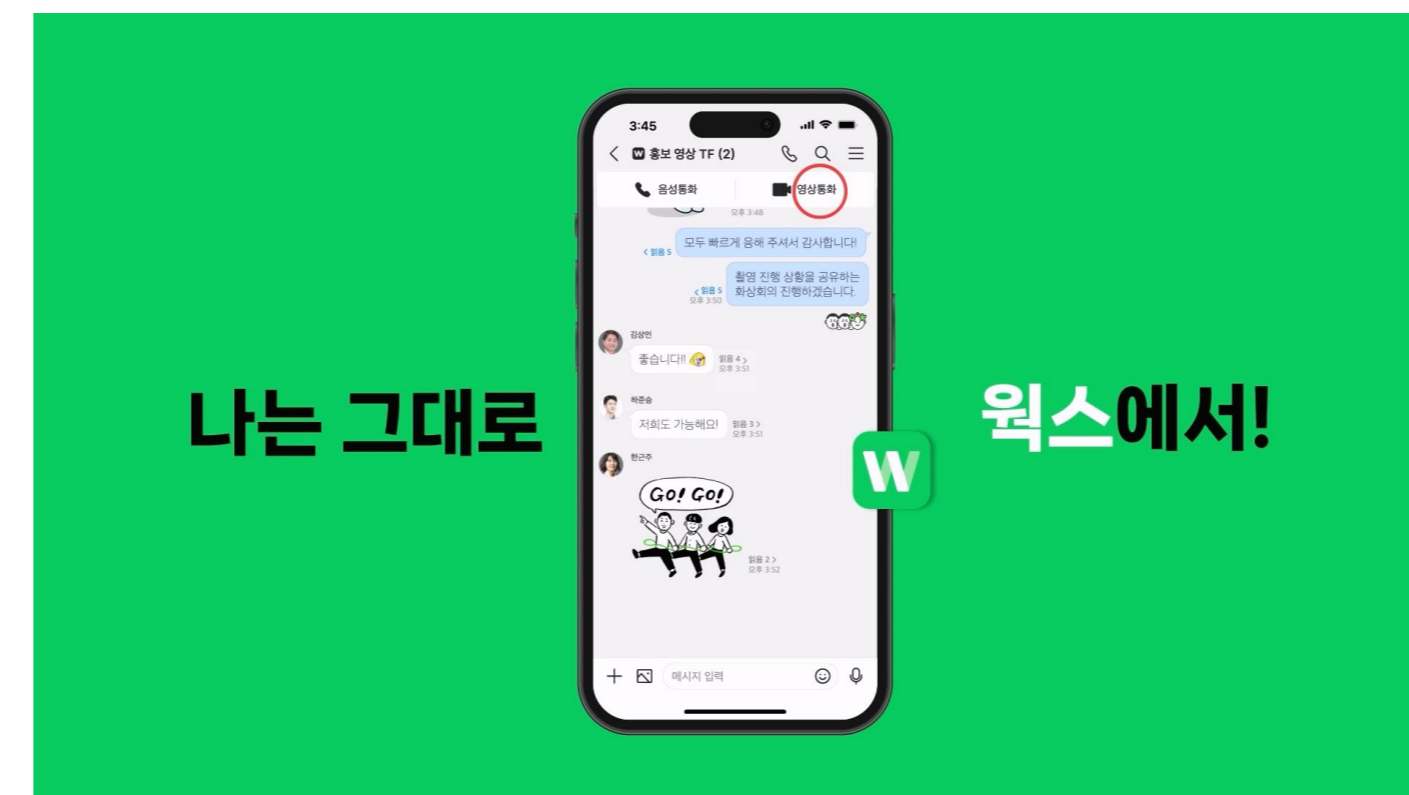 3:45
W 홍보 영상 TF (2)
음성통화
영상통화
오후 3:48
모두 빠르게 응해 주셔서 감사합니다!
읽음 5
촬영 진행 상황을 공유하는
화상회의 진행하겠습니다.
읽음 5
오후 3:50
김상인
좋습니다!!
읽음 4
오후 3:51
하준승
저희도 가능해요!
읽음 3
오후 3:51
한근주
GO! GO!
읽음 2
오후 3:52
메시지 입력
나는 그대로
W
웍스에서!